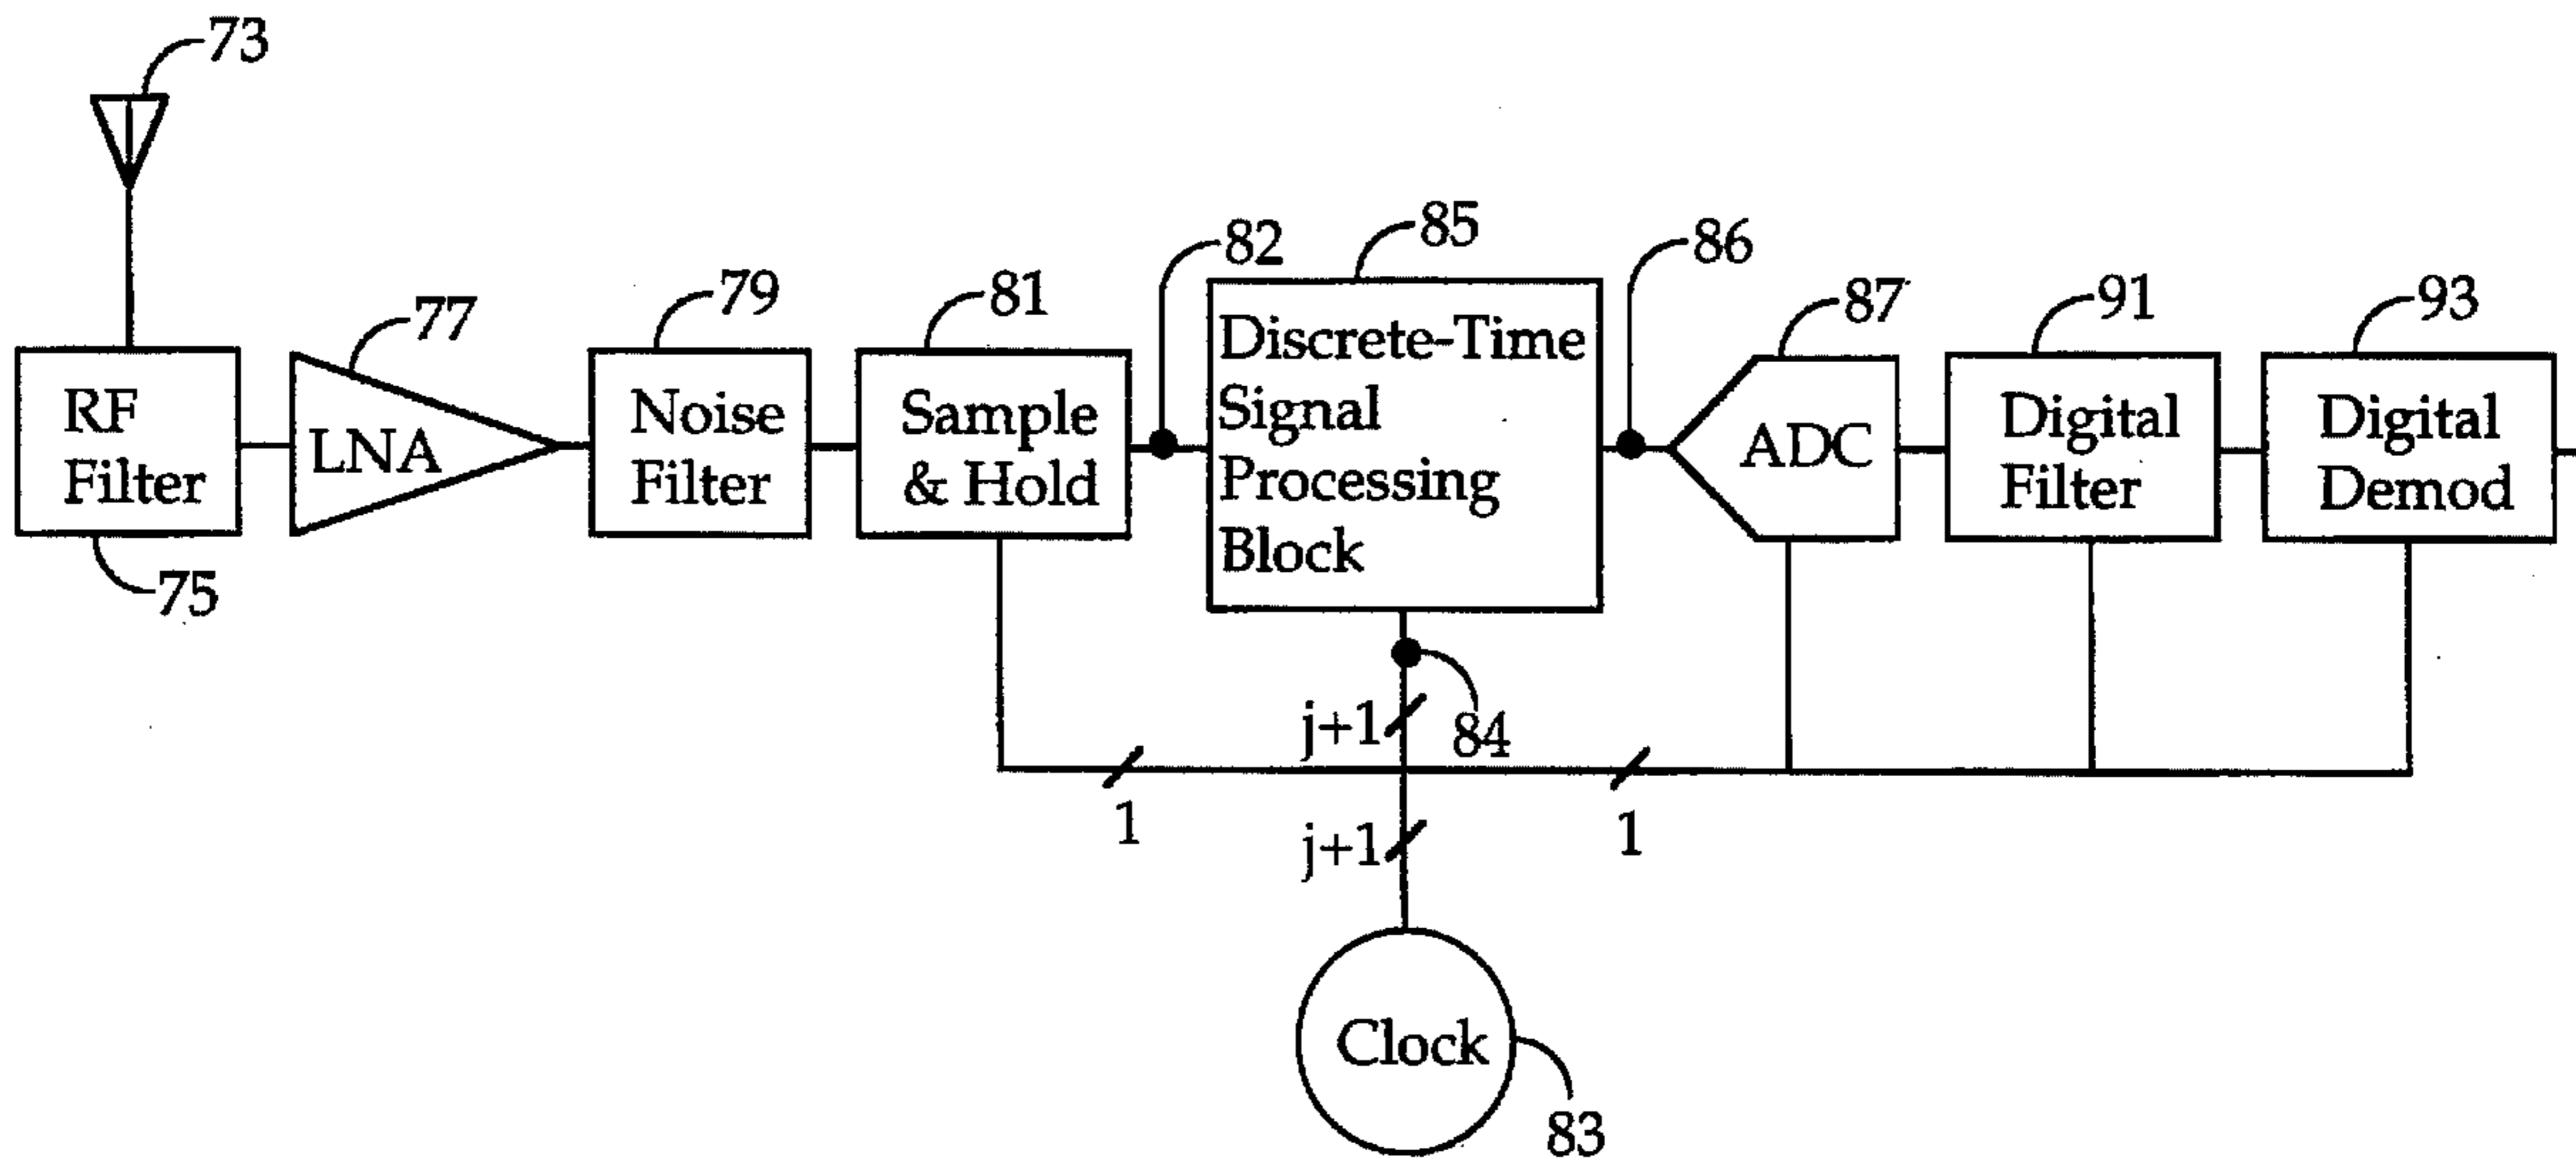 73
82
85
86
79
81
87
91
93
77
RF
Filter
LNA
Noise
Filter
Sample
& Hold
Discrete-Time
Signal
Processing
Block
ADC
Digital
Filter
Digital
Demod
75
j+1
84
1
j+1
1
Clock
83